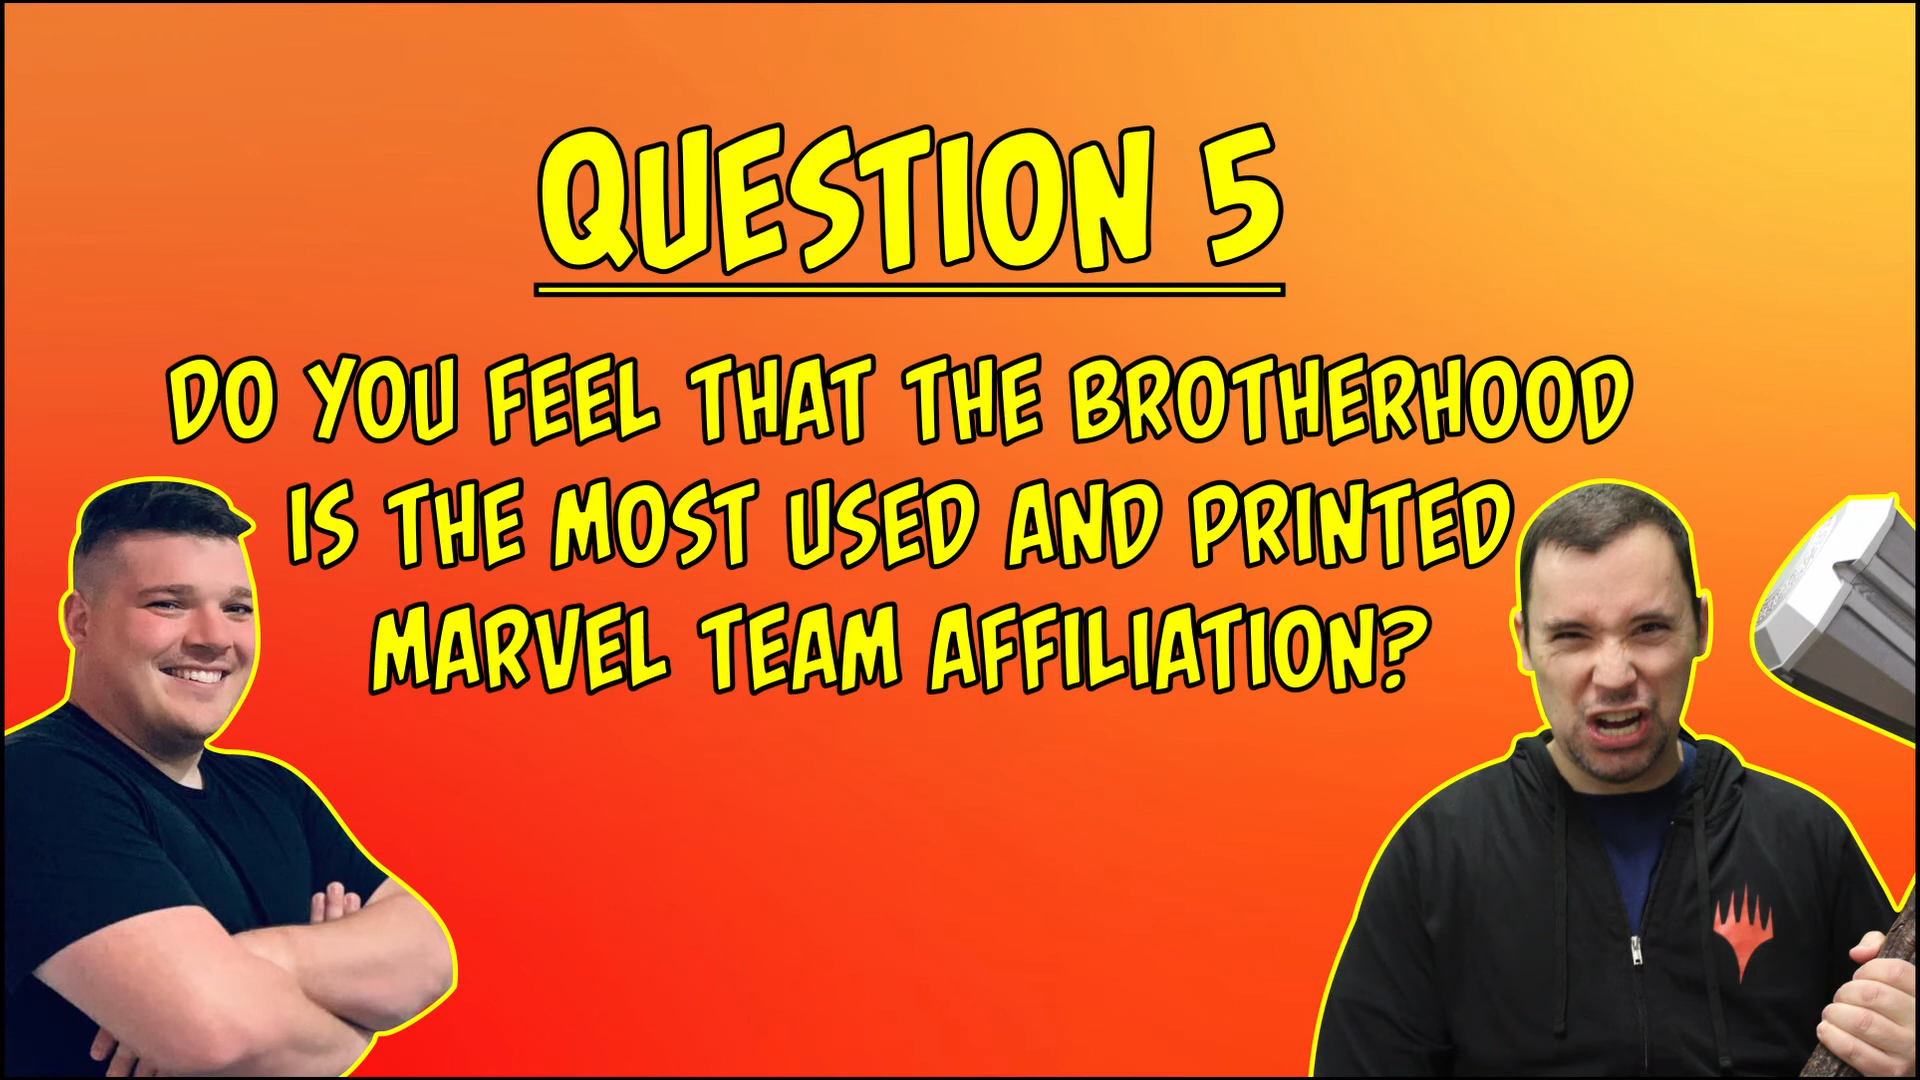 QUESTION 5
DO YOU FEEL THAT THE BROTHERHOOD
IS THE MOST USED AND PRINTED
MARVEL TEAM AFFILIATION?